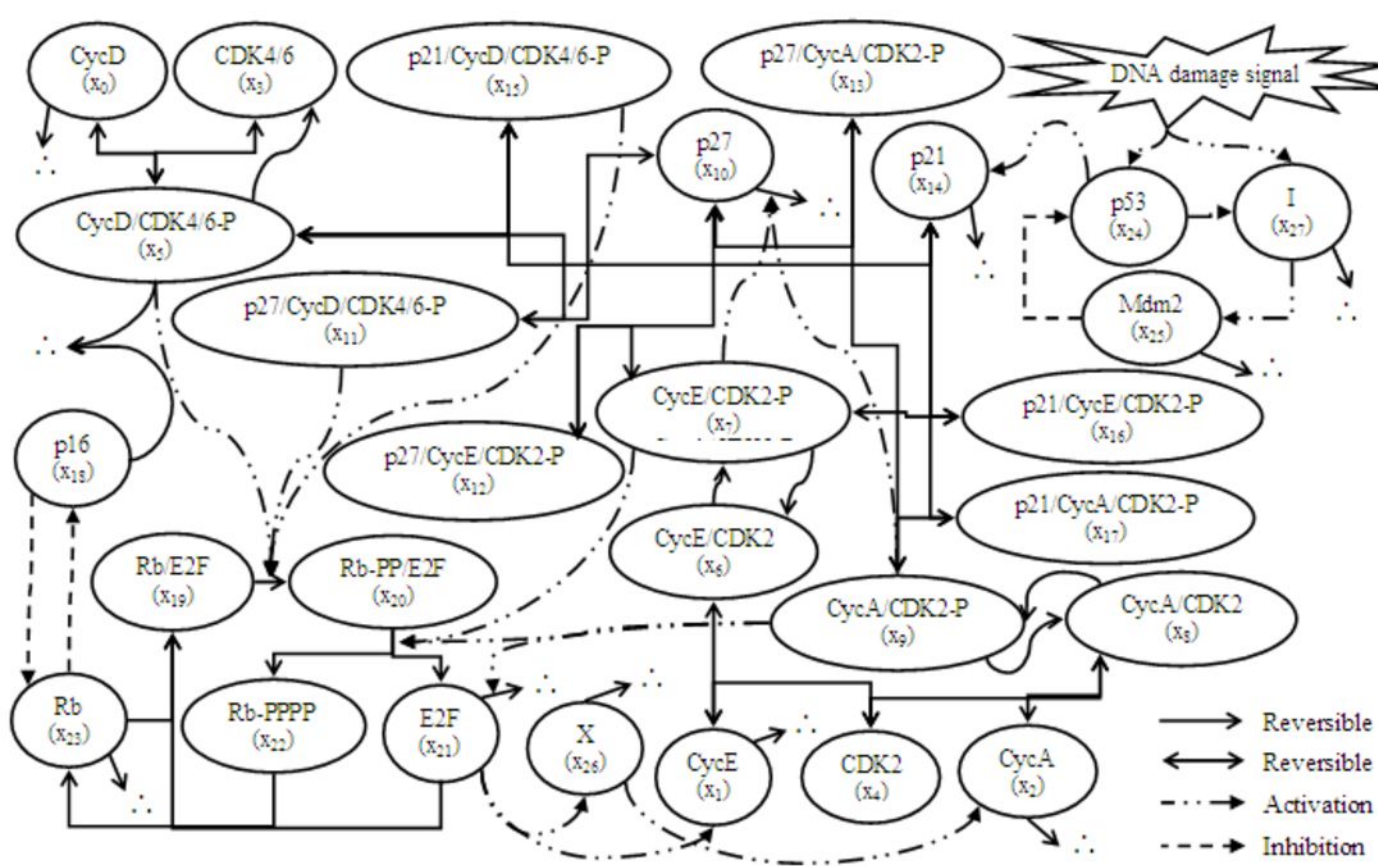 CycD
(x₀)
CDK4/6
(x₃)
p21/CycD/CDK4/6-P
(x₁₅)
p27/CycA/CDK2-P
(x₁₃)
DNA damage signal
p27
(x₁₀)
p21
(x₁₄)
p53
(x₂₄)
I
(x₂₇)
CycD/CDK4/6-P
(x₅)
p27/CycD/CDK4/6-P
(x₁₁)
Mdm2
(x₂₅)
CycE/CDK2-P
(x₇)
p21/CycE/CDK2-P
(x₁₆)
p16
(x₁₈)
p27/CycE/CDK2-P
(x₁₂)
p21/CycA/CDK2-P
(x₁₇)
CycE/CDK2
(x₆)
Rb/E2F
(x₁₉)
Rb-PP/E2F
(x₂₀)
CycA/CDK2-P
(x₉)
CycA/CDK2
(x₈)
Rb
(x₂₃)
Rb-PPPP
(x₂₂)
E2F
(x₂₁)
X
(x₂₆)
CycE
(x₁)
CDK2
(x₄)
CycA
(x₂)
Reversible
Reversible
Activation
Inhibition